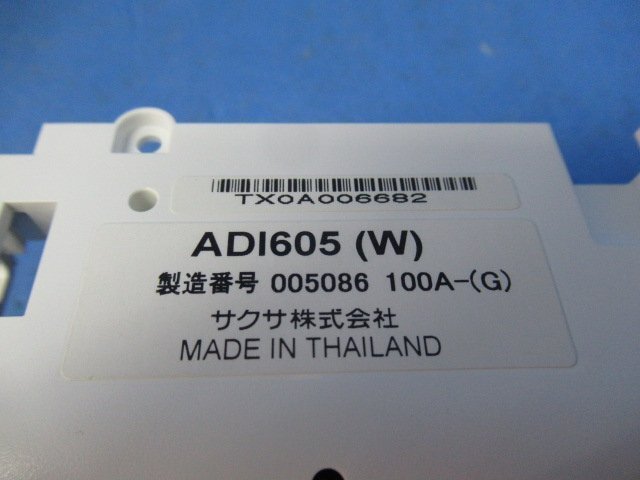 TX0A006682
ADI605 (W)
製造番号 005086 100A-(G)
サクサ株式会社
MADE IN THAILAND